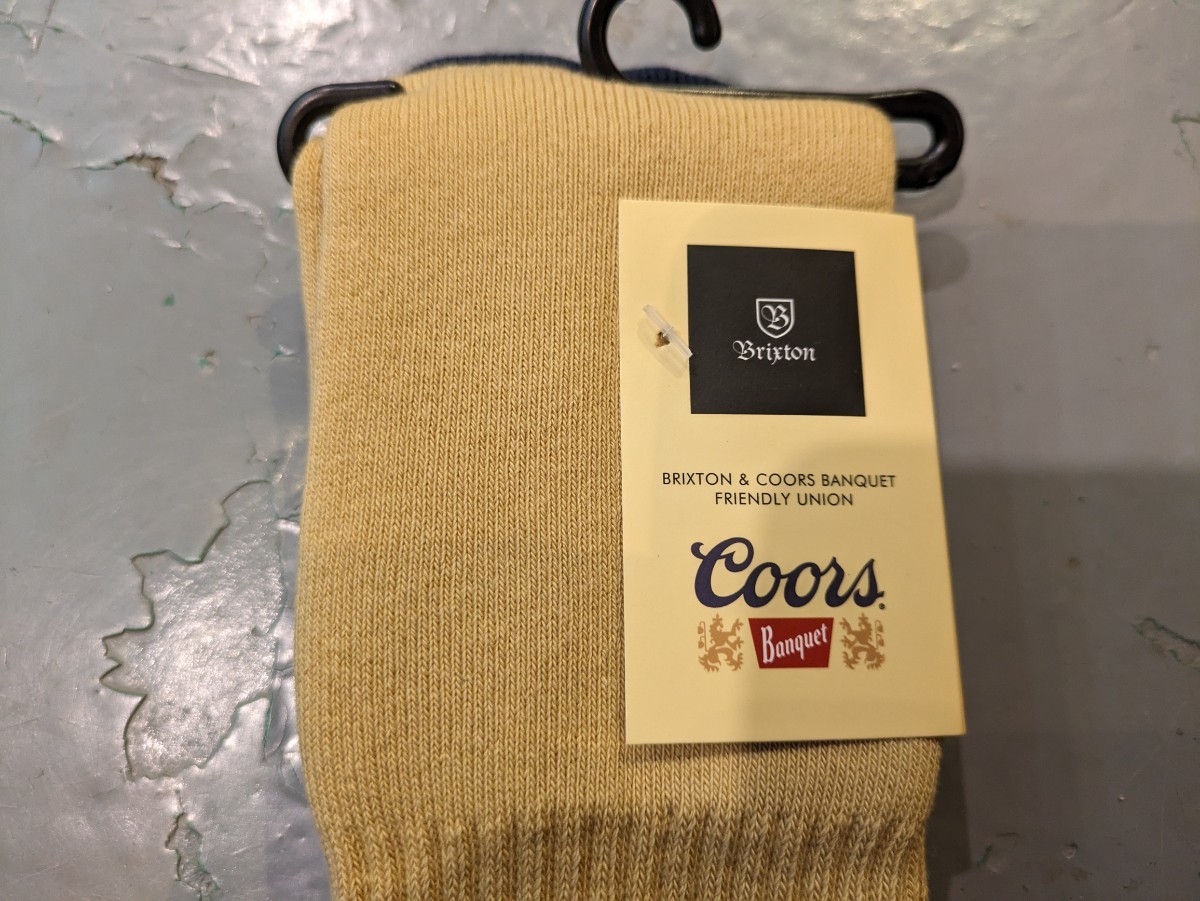 B
Brixton
BRIXTON & COORS BANQUET
FRIENDLY UNION
Coors
Banquet